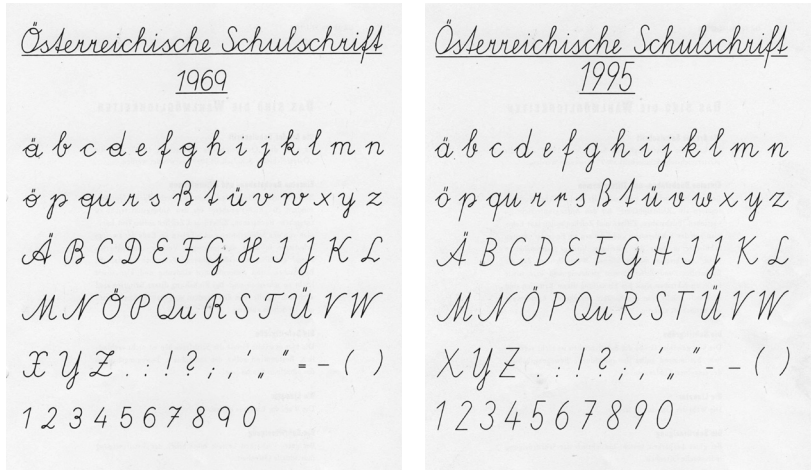 Österreichische Schulschrift
1969
ä b c d e f g h i j k l m n
ö p qu r s ß t ü v w x y z
Ä B C D E F G H I J K L
M N Ö P Qu R S T Ü V W
X Y Z . : ! ? ; , ' „ " = – ( )
1 2 3 4 5 6 7 8 9 0
Österreichische Schulschrift
1995
ä b c d e f g h i j k l m n
ö p qu r r s ß t ü v w x y z
Ä B C D E F G H I J K L
M N Ö P Qu R S T Ü V W
X Y Z . : ! ? ; , ' „ " - – ( )
1 2 3 4 5 6 7 8 9 0